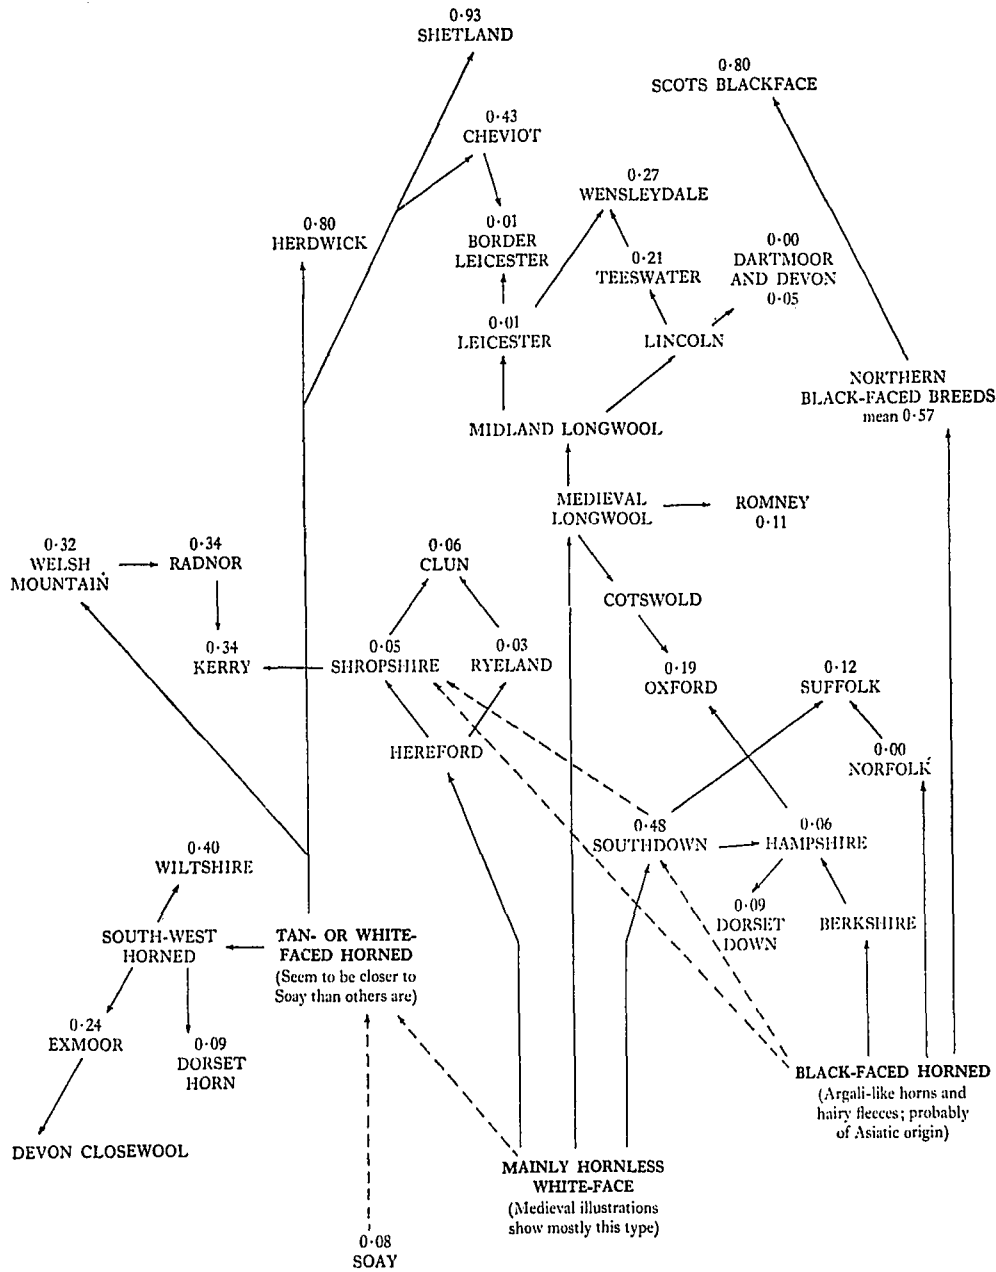 0·93
SHETLAND
0·80
SCOTS BLACKFACE
0·43
CHEVIOT
0·27
WENSLEYDALE
0·80
HERDWICK
0·01
BORDER
LEICESTER
0·21
TEESWATER
0·00
DARTMOOR
AND DEVON
0·05
0·01
LEICESTER
LINCOLN
NORTHERN
BLACK-FACED BREEDS
mean 0·57
MIDLAND LONGWOOL
MEDIEVAL
LONGWOOL
ROMNEY
0·11
0·32
WELSH
MOUNTAIN
0·34
RADNOR
0·06
CLUN
COTSWOLD
0·34
KERRY
0·05
SHROPSHIRE
0·03
RYELAND
0·19
OXFORD
0·12
SUFFOLK
HEREFORD
0·00
NORFOLK
0·48
SOUTHDOWN
0·06
HAMPSHIRE
0·40
WILTSHIRE
0·09
DORSET
DOWN
BERKSHIRE
SOUTH-WEST
HORNED
TAN- OR WHITE-
FACED HORNED
(Seem to be closer to
Soay than others are)
0·24
EXMOOR
0·09
DORSET
HORN
BLACK-FACED HORNED
(Argali-like horns and
hairy fleeces; probably
of Asiatic origin)
DEVON CLOSEWOOL
MAINLY HORNLESS
WHITE-FACE
(Medieval illustrations
show mostly this type)
0·08
SOAY